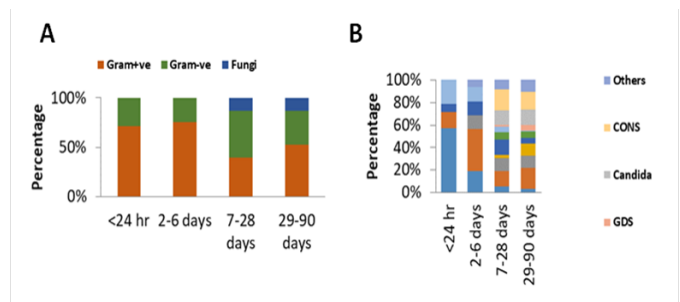 A
Gram+ve Gram-ve Fungi
100%
50%
0%
Percentage
<24 hr 2-6 days 7-28 days 29-90 days
B
100%
80%
60%
40%
20%
0%
Percentage
<24 hr
2-6 days
7-28 days
29-90 days
Others
CONS
Candida
GDS